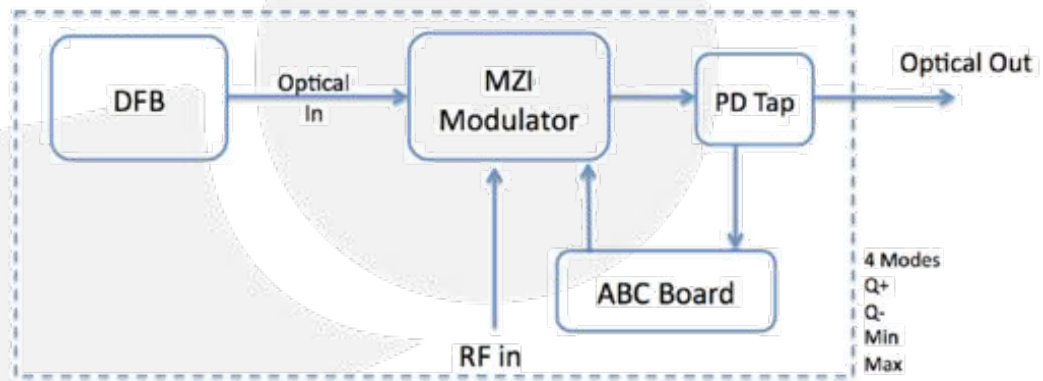 DFB
Optical
In
MZI
Modulator
PD Tap
Optical Out
ABC Board
RF in
4 Modes
Q+
Q-
Min
Max